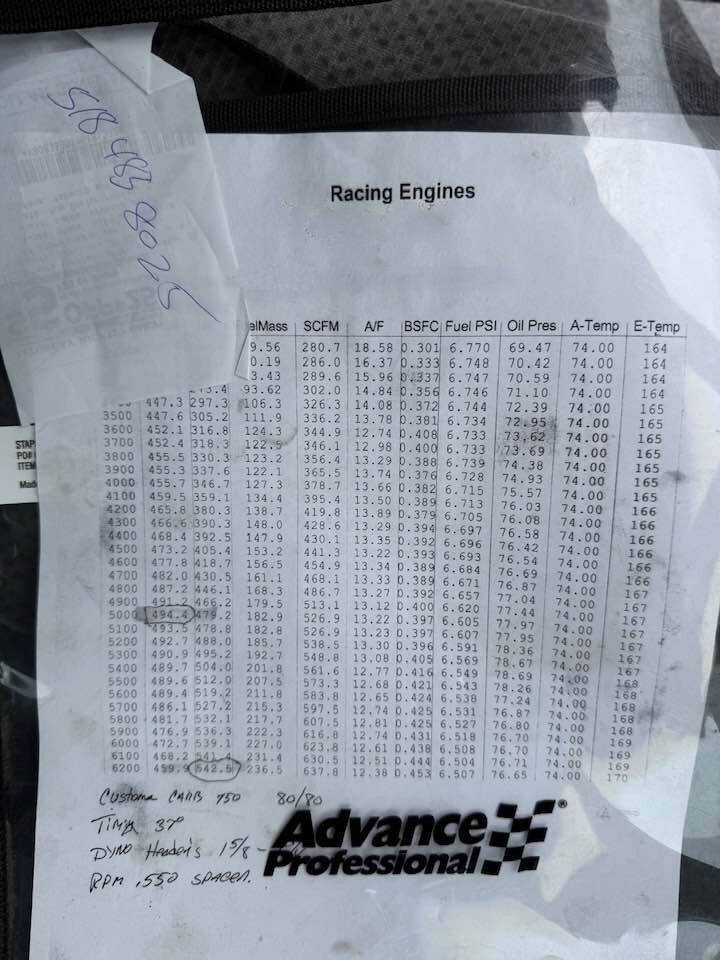 5208 S&H 8/5
Racing Engines
elMass SCFM A/F BSFC Fuel PSI Oil Pres A-Temp E-Temp
9.56 280.7 18.58 0.301 6.770 69.47 74.00 164
0.19 286.0 16.37 0.333 6.748 70.42 74.00 164
3.43 289.6 15.96 0.337 6.747 70.59 74.00 164
93.62 302.0 14.84 0.356 6.746 71.10 74.00 164
447.3 297.3 106.3 326.3 14.08 0.372 6.744 72.39 74.00 165
3500 447.6 305.2 111.9 336.2 13.78 0.381 6.734 72.95 74.00 165
3600 452.1 316.8 124.3 344.9 12.74 0.408 6.733 73.62 74.00 165
3700 452.4 318.3 122.5 346.1 12.98 0.400 6.733 73.69 74.00 165
3800 455.5 330.3 123.2 356.4 13.29 0.388 6.739 74.38 74.00 165
3900 455.3 337.6 122.1 365.5 13.74 0.376 6.728 74.93 74.00 165
4000 455.7 346.7 127.3 378.7 13.66 0.382 6.715 75.57 74.00 165
4100 459.5 359.1 134.4 395.4 13.50 0.389 6.713 76.03 74.00 165
4200 465.8 380.3 138.7 419.8 13.89 0.379 6.705 76.08 74.00 166
4300 466.6 390.3 148.0 428.6 13.29 0.394 6.697 76.58 74.00 166
4400 468.4 392.5 147.9 430.1 13.35 0.392 6.696 76.42 74.00 166
4500 473.2 405.4 153.2 441.3 13.22 0.393 6.693 76.54 74.00 166
4600 477.8 418.7 156.5 454.9 13.34 0.389 6.684 76.69 74.00 166
4700 482.0 430.5 161.1 468.1 13.33 0.389 6.671 76.87 74.00 167
4800 487.2 446.1 168.3 486.7 13.27 0.392 6.657 77.04 74.00 167
4900 491.2 466.2 179.5 513.1 13.12 0.400 6.620 77.44 74.00 167
5000 494.4 479.2 182.9 526.9 13.22 0.397 6.605 77.97 74.00 167
5100 493.5 478.8 182.8 526.9 13.23 0.397 6.607 77.95 74.00 167
5200 492.7 488.0 185.7 538.5 13.30 0.396 6.591 78.36 74.00 167
5300 490.9 495.2 192.7 548.8 13.08 0.405 6.569 78.67 74.00 167
5400 489.7 504.0 201.8 561.6 12.77 0.416 6.549 78.69 74.00 167
5500 489.6 512.0 207.5 573.3 12.68 0.421 6.543 78.26 74.00 168
5600 489.4 519.2 211.8 583.8 12.65 0.424 6.538 77.24 74.00 168
5700 486.1 527.2 215.3 597.5 12.74 0.425 6.531 76.87 74.00 168
5800 481.7 532.1 217.7 607.5 12.81 0.425 6.527 76.80 74.00 168
5900 476.9 536.3 222.3 616.8 12.74 0.431 6.518 76.70 74.00 169
6000 472.7 539.1 227.0 623.8 12.61 0.438 6.508 76.70 74.00 169
6100 468.2 541.4 231.4 630.5 12.51 0.444 6.504 76.71 74.00 169
6200 459.9 542.5 236.5 637.8 12.38 0.453 6.507 76.65 74.00 170
Customa CARB 750 80/80
Timing 37°
DYNO Headers 1 5/8 -
RPM .550 SPACER.
Advance
Professional®
STAP
PO#
ITEM
Mad